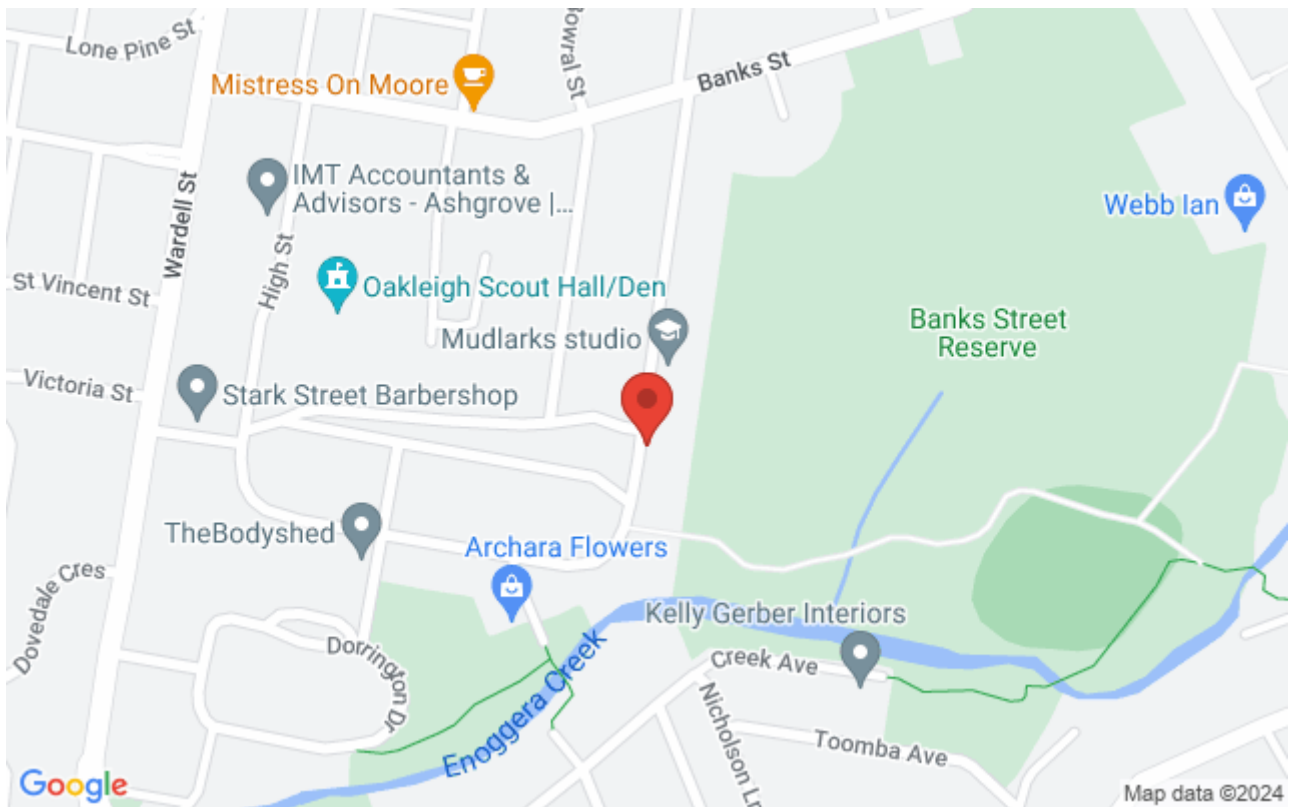 Lone Pine St
Bowral St
Banks St
Mistress On Moore
IMT Accountants &
Advisors - Ashgrove |...
Wardell St
Webb Ian
High St
St Vincent St
Oakleigh Scout Hall/Den
Banks Street
Reserve
Mudlarks studio
Victoria St
Stark Street Barbershop
TheBodyshed
Archara Flowers
Dovedale Cres
Kelly Gerber Interiors
Dorrington Dr
Enoggera Creek
Creek Ave
Nicholson Ln
Toomba Ave
Google
Map data ©2024